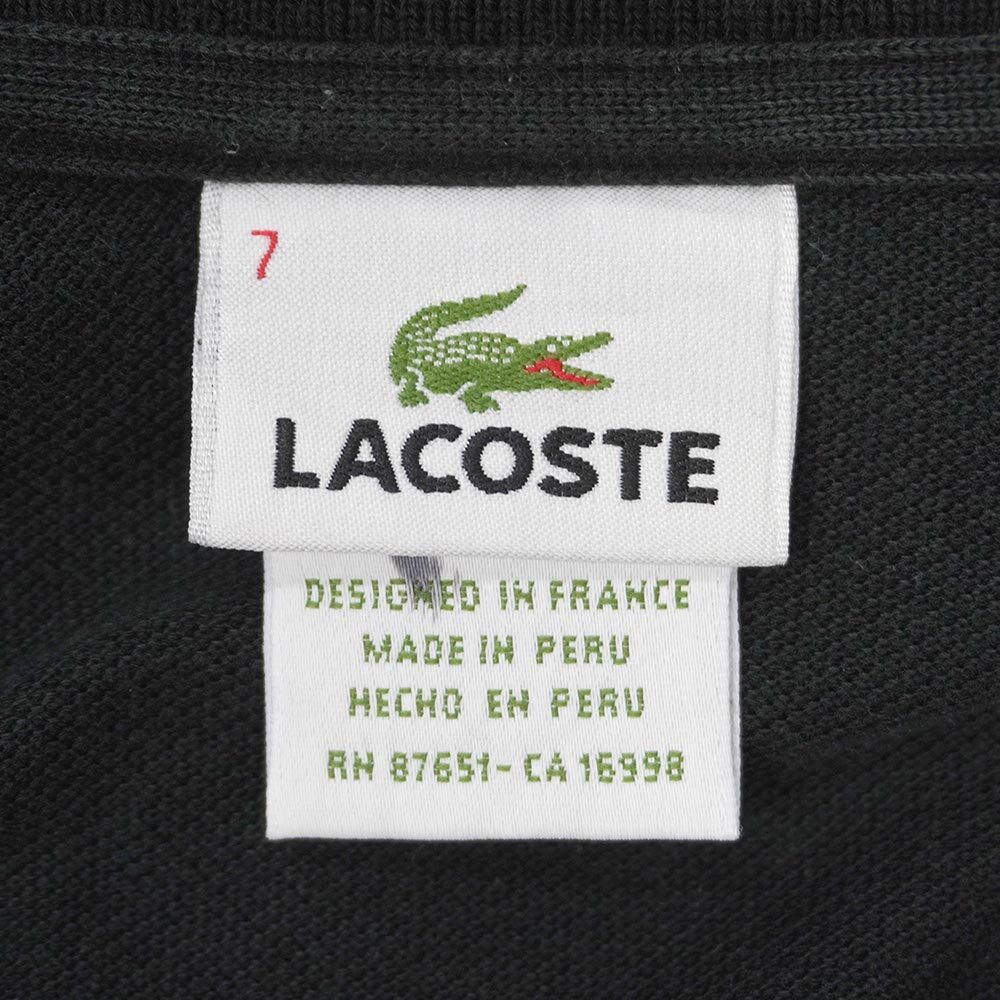 7
LACOSTE
DESIGNED IN FRANCE
MADE IN PERU
HECHO EN PERU
RN 87651-CA 16998